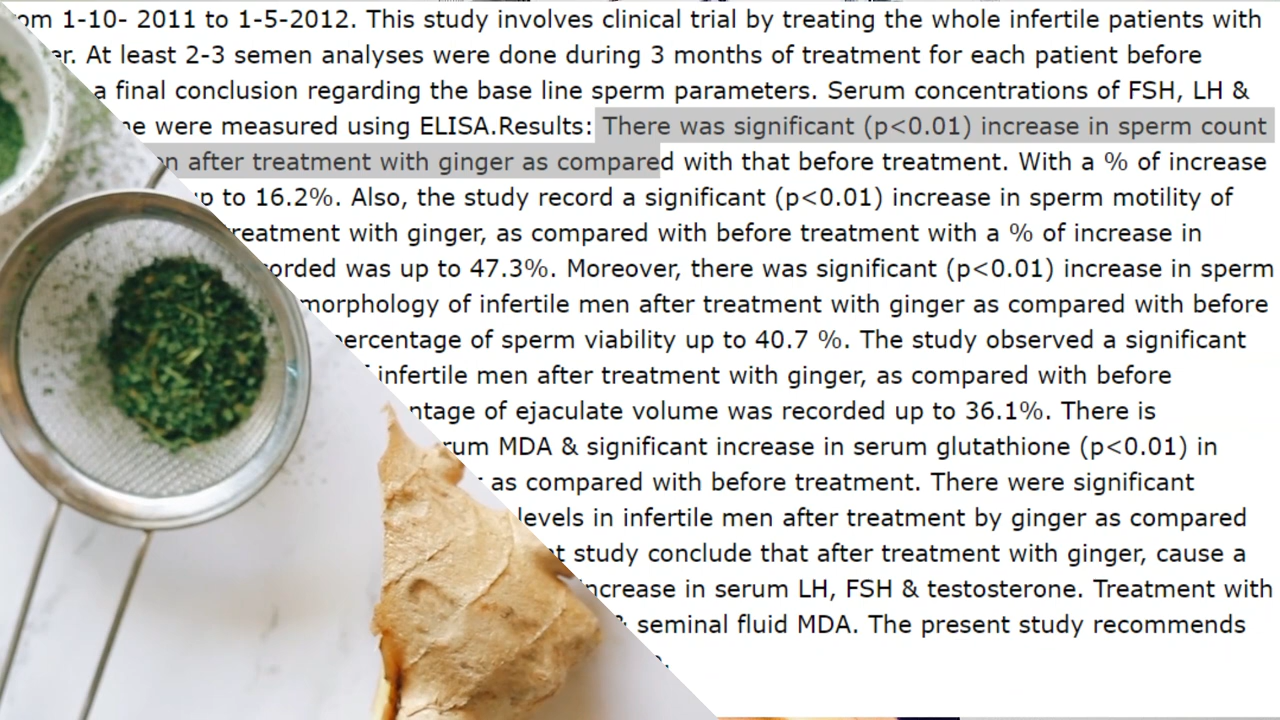 om 1-10- 2011 to 1-5-2012. This study involves clinical trial by treating the whole infertile patients with
er. At least 2-3 semen analyses were done during 3 months of treatment for each patient before
a final conclusion regarding the base line sperm parameters. Serum concentrations of FSH, LH &
ne were measured using ELISA.Results: There was significant (p<0.01) increase in sperm count
en after treatment with ginger as compared with that before treatment. With a % of increase
up to 16.2%. Also, the study record a significant (p<0.01) increase in sperm motility of
treatment with ginger, as compared with before treatment with a % of increase in
corded was up to 47.3%. Moreover, there was significant (p<0.01) increase in sperm
morphology of infertile men after treatment with ginger as compared with before
percentage of sperm viability up to 40.7 %. The study observed a significant
infertile men after treatment with ginger, as compared with before
ntage of ejaculate volume was recorded up to 36.1%. There is
rum MDA & significant increase in serum glutathione (p<0.01) in
as compared with before treatment. There were significant
levels in infertile men after treatment by ginger as compared
nt study conclude that after treatment with ginger, cause a
increase in serum LH, FSH & testosterone. Treatment with
& seminal fluid MDA. The present study recommends